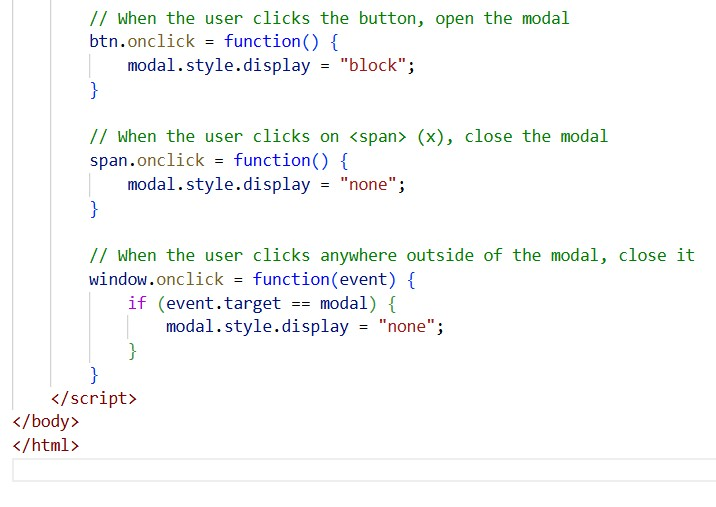 // When the user clicks the button, open the modal
btn.onclick = function() {
modal.style.display = "block";
}
// When the user clicks on <span> (x), close the modal
span.onclick = function() {
modal.style.display = "none";
}
// When the user clicks anywhere outside of the modal, close it
window.onclick = function(event) {
if (event.target == modal) {
modal.style.display = "none";
}
}
</script>
</body>
</html>